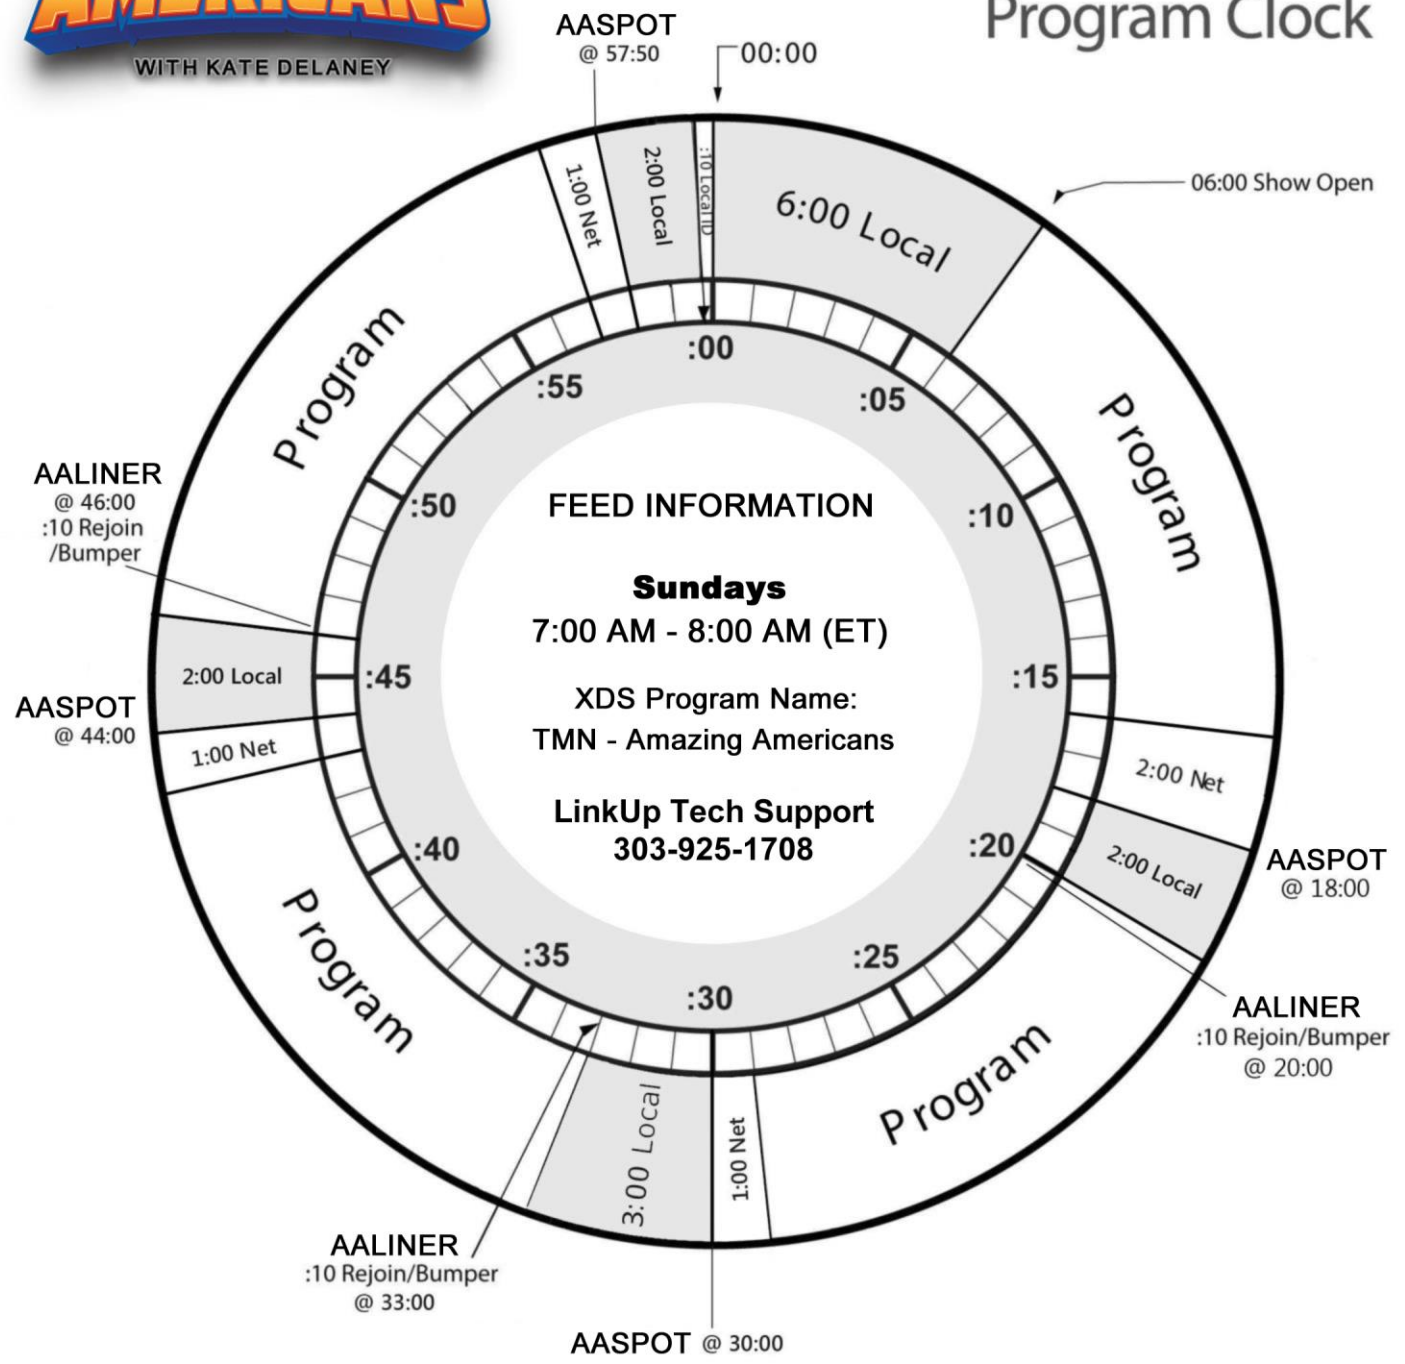 AMERICANS
WITH KATE DELANEY
Program Clock
AASPOT
@ 57:50
00:00
06:00 Show Open
1:00 Net
2:00 Local
:10 Local ID
6:00 Local
Program
Program
:00
:05
:10
:15
:20
:25
:30
:35
:40
:45
:50
:55
FEED INFORMATION
Sundays
7:00 AM - 8:00 AM (ET)
XDS Program Name:
TMN - Amazing Americans
LinkUp Tech Support
303-925-1708
AALINER
@ 46:00
:10 Rejoin
/Bumper
2:00 Local
AASPOT
@ 44:00
1:00 Net
2:00 Net
2:00 Local
AASPOT
@ 18:00
AALINER
:10 Rejoin/Bumper
@ 20:00
Program
Program
3:00 Local
1:00 Net
AALINER
:10 Rejoin/Bumper
@ 33:00
AASPOT @ 30:00